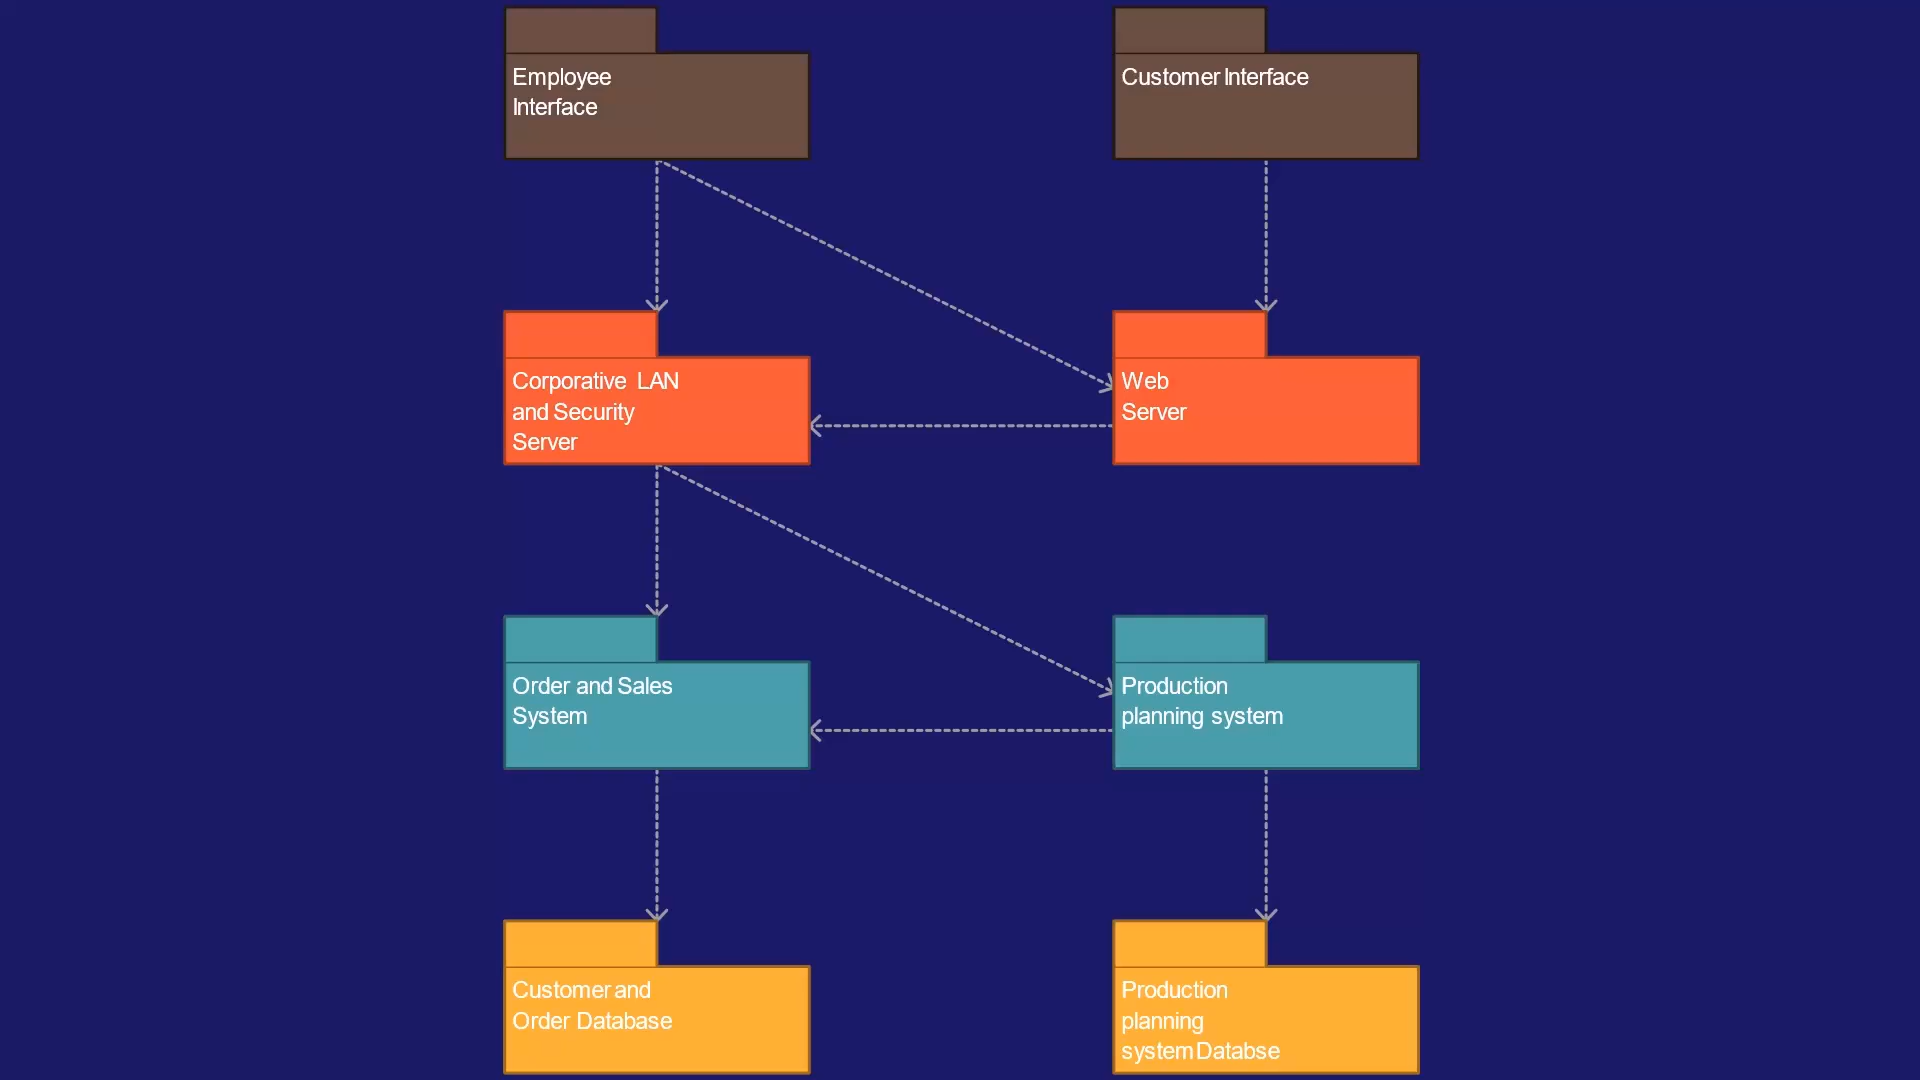 Employee
Interface
Customer Interface
Corporative LAN
and Security
Server
Web
Server
Order and Sales
System
Production
planning system
Customer and
Order Database
Production
planning
system Databse